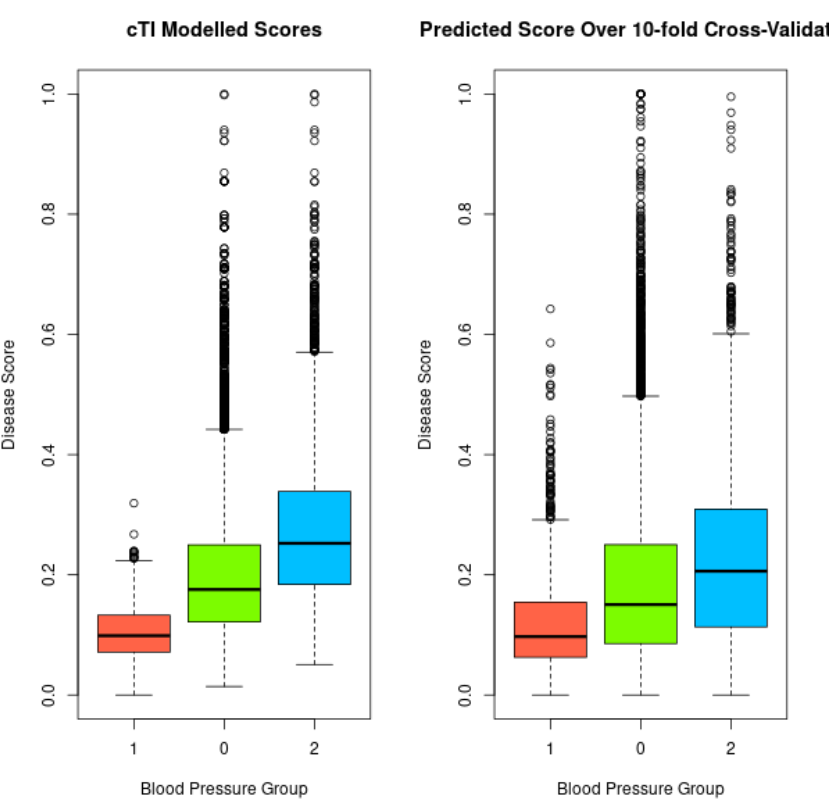 cTI Modelled Scores
Disease Score
1.0
0.8
0.6
0.4
0.2
0.0
1 0 2
Blood Pressure Group
Predicted Score Over 10-fold Cross-Validat
Disease Score
1.0
0.8
0.6
0.4
0.2
0.0
1 0 2
Blood Pressure Group